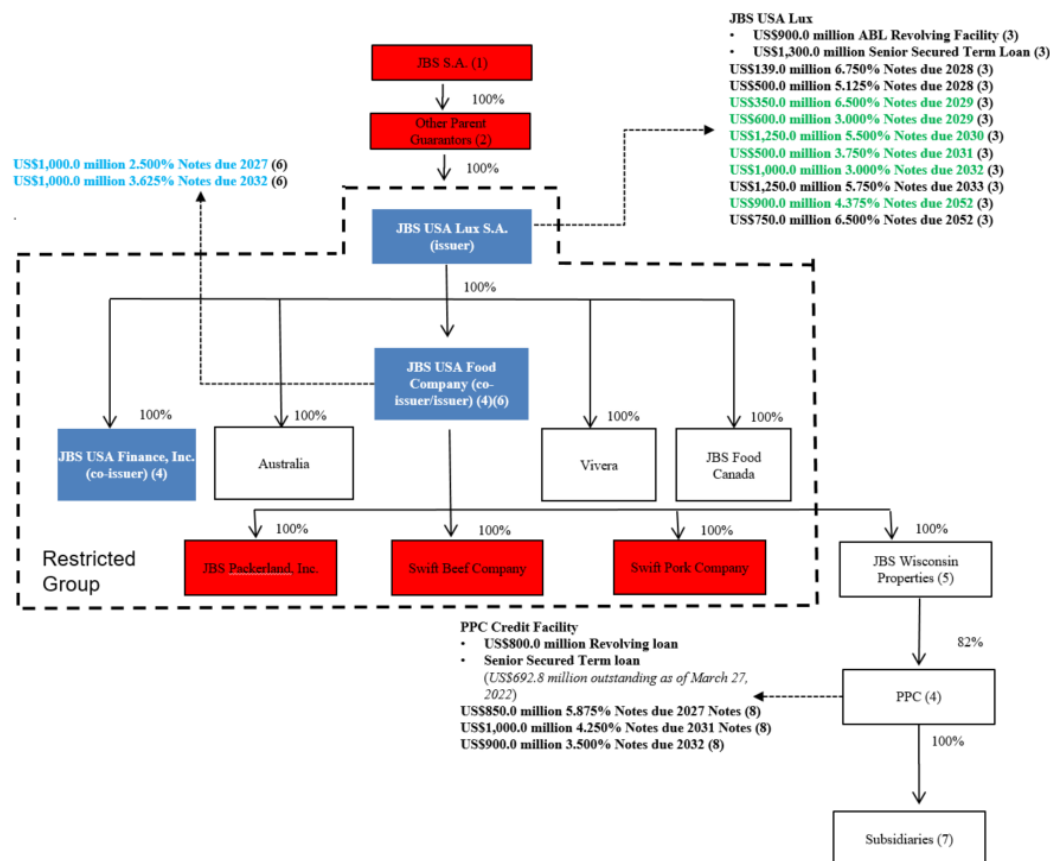 JBS USA Lux
• US$900.0 million ABL Revolving Facility (3)
• US$1,300.0 million Senior Secured Term Loan (3)
US$139.0 million 6.750% Notes due 2028 (3)
US$500.0 million 5.125% Notes due 2028 (3)
US$350.0 million 6.500% Notes due 2029 (3)
US$600.0 million 3.000% Notes due 2029 (3)
US$1,250.0 million 5.500% Notes due 2030 (3)
US$500.0 million 3.750% Notes due 2031 (3)
US$1,000.0 million 3.000% Notes due 2032 (3)
US$1,250.0 million 5.750% Notes due 2033 (3)
US$900.0 million 4.375% Notes due 2052 (3)
US$750.0 million 6.500% Notes due 2052 (3)
JBS S.A. (1)
100%
Other Parent
Guarantors (2)
100%
US$1,000.0 million 2.500% Notes due 2027 (6)
US$1,000.0 million 3.625% Notes due 2032 (6)
.
JBS USA Lux S.A.
(issuer)
100%
JBS USA Food
Company (co-
issuer/issuer) (4)(6)
100%
100%
100%
100%
JBS USA Finance, Inc.
(co-issuer) (4)
Australia
Vivera
JBS Food
Canada
100%
100%
100%
100%
Restricted
Group
JBS Packerland, Inc.
Swift Beef Company
Swift Pork Company
JBS Wisconsin
Properties (5)
82%
PPC Credit Facility
• US$800.0 million Revolving loan
• Senior Secured Term loan
(US$692.8 million outstanding as of March 27,
2022)
US$850.0 million 5.875% Notes due 2027 Notes (8)
US$1,000.0 million 4.250% Notes due 2031 Notes (8)
US$900.0 million 3.500% Notes due 2032 (8)
PPC (4)
100%
Subsidiaries (7)